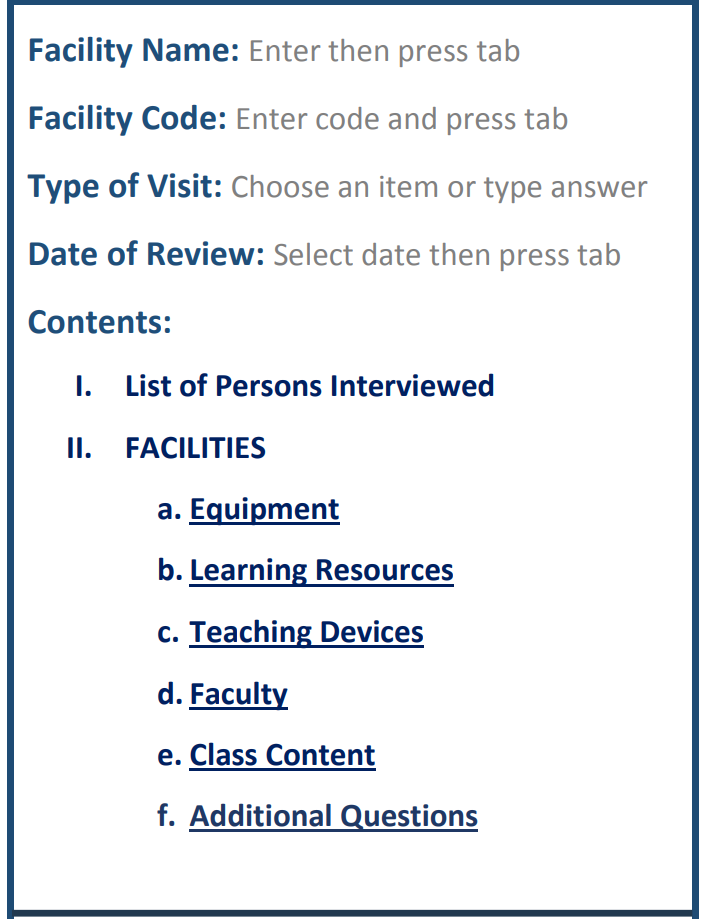 Facility Name: Enter then press tab
Facility Code: Enter code and press tab
Type of Visit: Choose an item or type answer
Date of Review: Select date then press tab
Contents:
I. List of Persons Interviewed
II. FACILITIES
a. Equipment
b. Learning Resources
c. Teaching Devices
d. Faculty
e. Class Content
f. Additional Questions